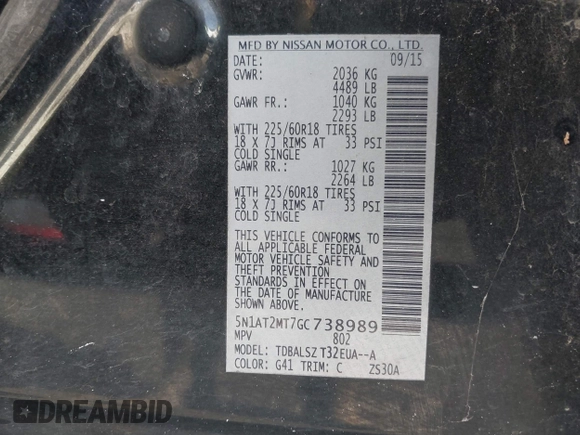 MFD BY NISSAN MOTOR CO., LTD.
DATE: 09/15
GVWR: 2036 KG
4489 LB
GAWR FR.: 1040 KG
2293 LB
WITH 225/60R18 TIRES
18 X 7J RIMS AT 33 PSI
COLD SINGLE
GAWR RR.: 1027 KG
2264 LB
WITH 225/60R18 TIRES
18 X 7J RIMS AT 33 PSI
COLD SINGLE
THIS VEHICLE CONFORMS TO
ALL APPLICABLE FEDERAL
MOTOR VEHICLE SAFETY AND
THEFT PREVENTION
STANDARDS IN EFFECT ON
THE DATE OF MANUFACTURE
SHOWN ABOVE.
5N1AT2MT7GC738989
MPV 802
MODEL: TDBALSZ T32EUA--A
COLOR: G41 TRIM: C ZS30A
DREAMBID